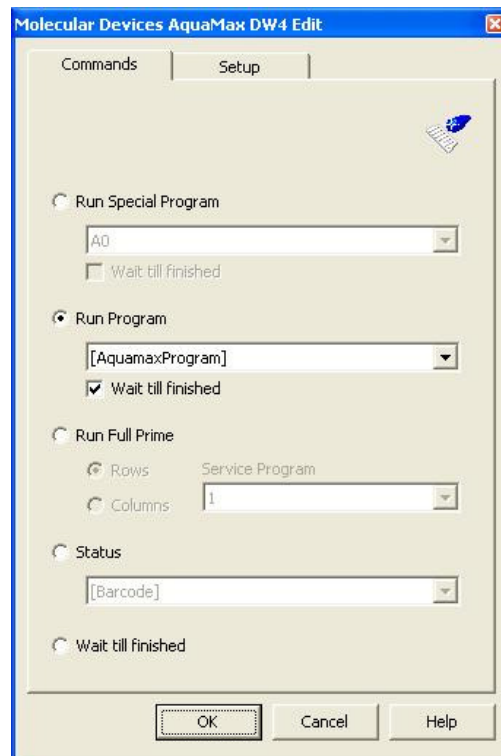 Molecular Devices AquaMax DW4 Edit
Commands Setup
Run Special Program
A0
Wait till finished
Run Program
[AquamaxProgram]
Wait till finished
Run Full Prime
Rows Service Program
Columns 1
Status
[Barcode]
Wait till finished
OK Cancel Help